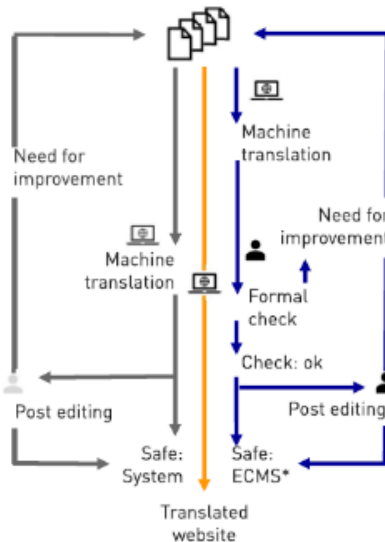 Machine
translation
Need for
improvement
Need for
improvement
Machine
translation
Formal
check
Check: ok
Post editing
Post editing
Safe:
System
Safe:
ECMS*
Translated
website